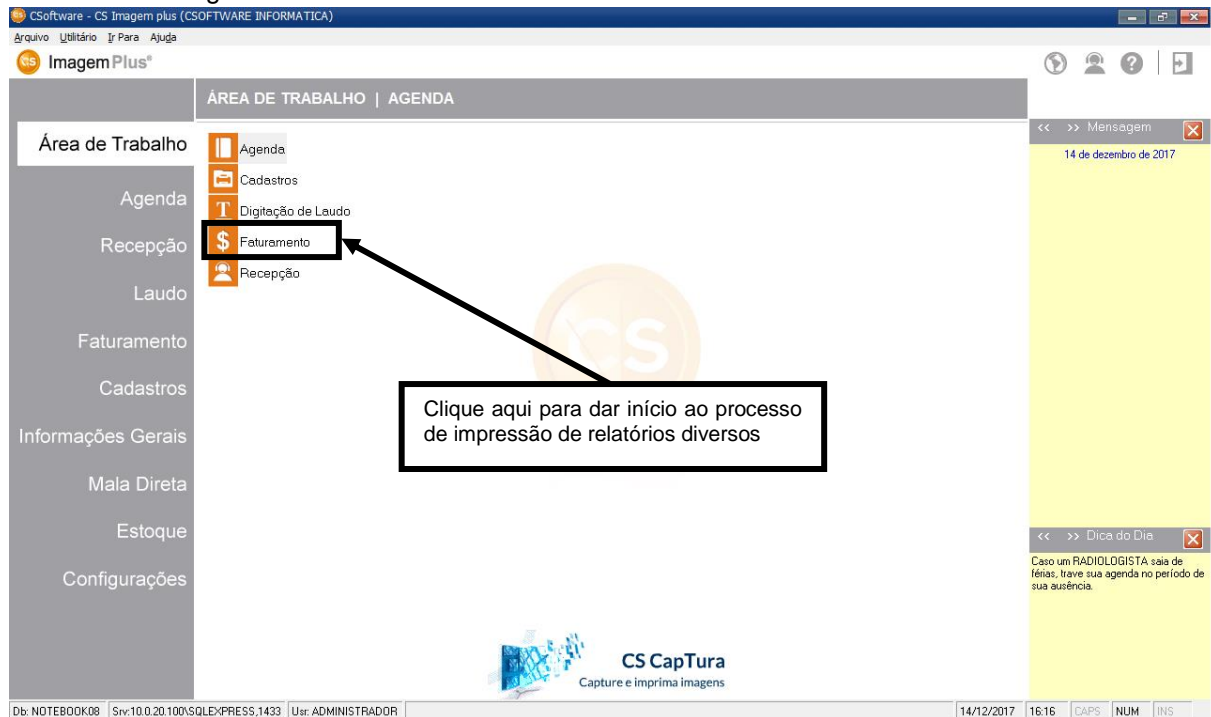 CSoftware - CS Imagem plus (CSOFTWARE INFORMATICA)
Arquivo Utilitário Ir Para Ajuda
CS ImagemPlus®
ÁREA DE TRABALHO | AGENDA
Área de Trabalho
Agenda
Recepção
Laudo
Faturamento
Cadastros
Informações Gerais
Mala Direta
Estoque
Configurações
Agenda
Cadastros
T Digitação de Laudo
$ Faturamento
Recepção
CS
Clique aqui para dar início ao processo
de impressão de relatórios diversos
CS CapTura
Capture e imprima imagens
<< >> Mensagem
14 de dezembro de 2017
<< >> Dica do Dia
Caso um RADIOLOGISTA saia de
férias, trave sua agenda no período de
sua ausência.
Db: NOTEBOOK08 Srv:10.0.20.100\SQLEXPRESS,1433 Usr: ADMINISTRADOR 14/12/2017 16:16 CAPS NUM INS